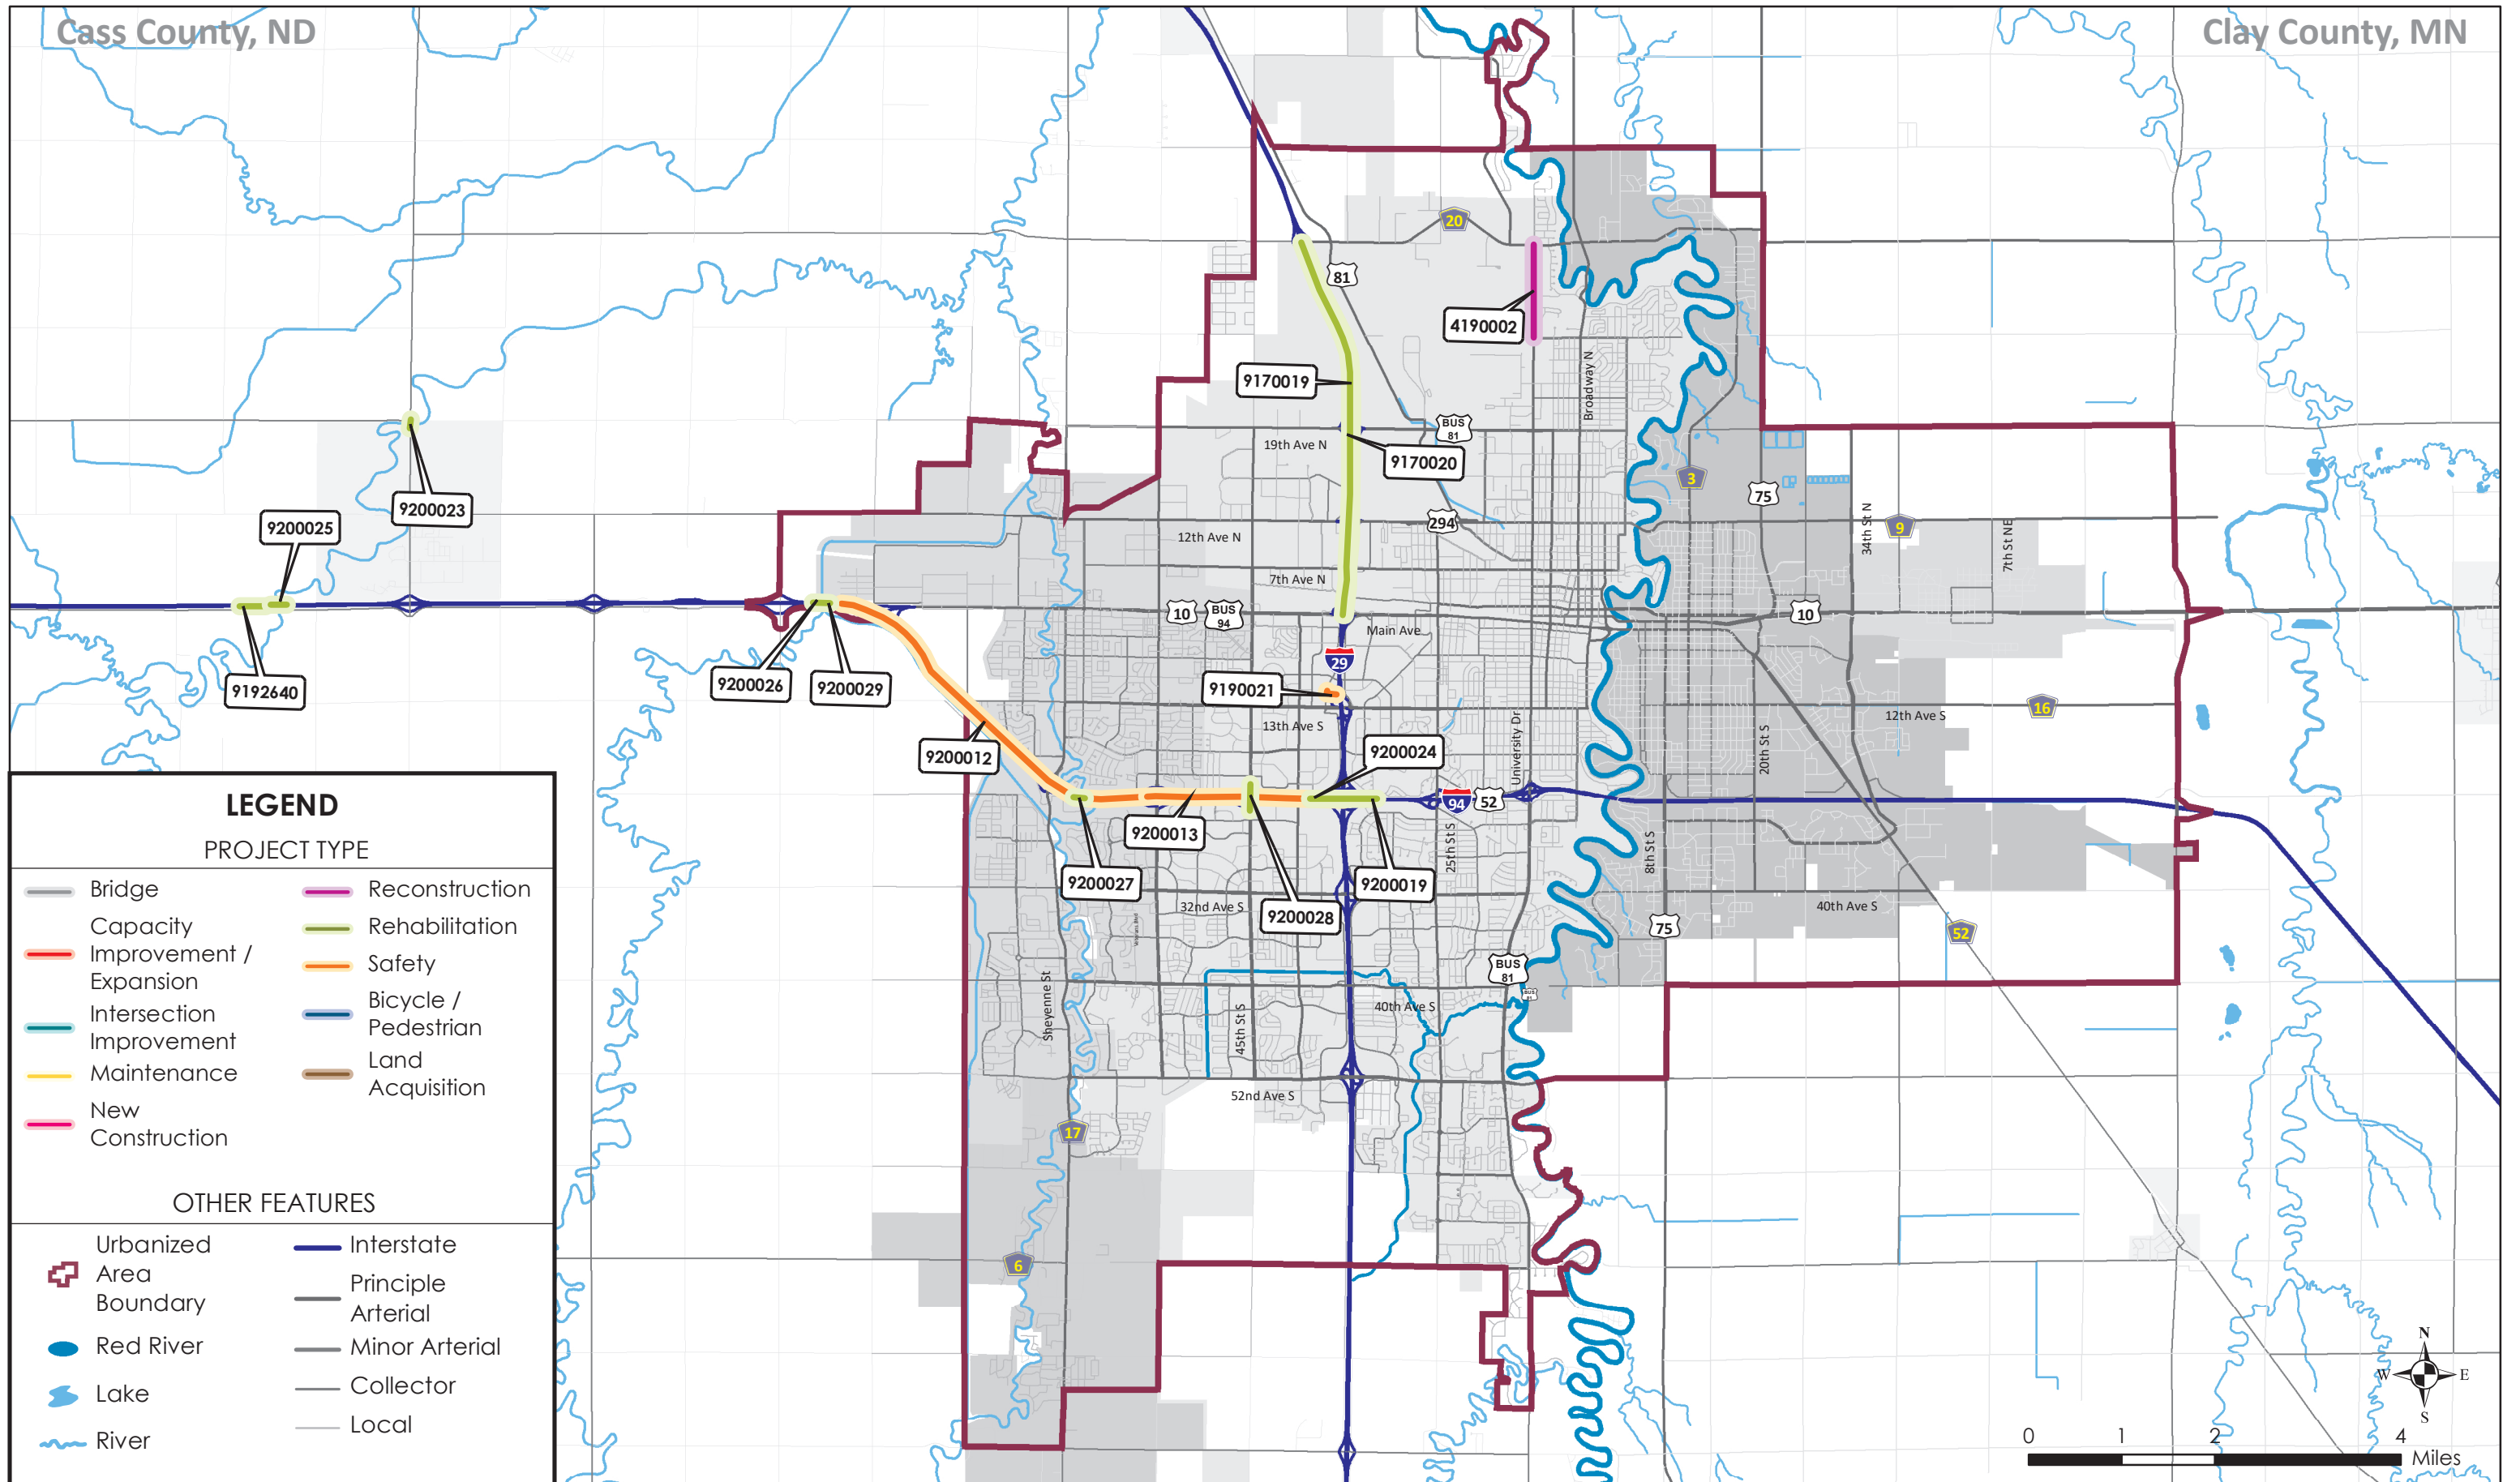 Cass County, ND
Clay County, MN
20
81
4190002
9170019
Broadway N
BUS
81
19th Ave N
9170020
3
75
9200023
9200025
294
34th St N
9
7th St NE
12th Ave N
7th Ave N
10
BUS
94
10
Main Ave
29
9192640
9200026
9200029
9190021
16
12th Ave S
13th Ave S
University Dr
20th St S
9200012
9200024
94
52
9200013
25th St S
8th St S
9200027
9200019
32nd Ave S
9200028
40th Ave S
75
52
BUS
81
BUS
81
Sheyenne St
45th St S
40th Ave S
52nd Ave S
17
6
LEGEND
PROJECT TYPE
Bridge
Capacity
Improvement /
Expansion
Intersection
Improvement
Maintenance
New
Construction
Reconstruction
Rehabilitation
Safety
Bicycle /
Pedestrian
Land
Acquisition
OTHER FEATURES
Urbanized
Area
Boundary
Red River
Lake
River
Interstate
Principle
Arterial
Minor Arterial
Collector
Local
N
W
E
S
0 1 2 4
Miles